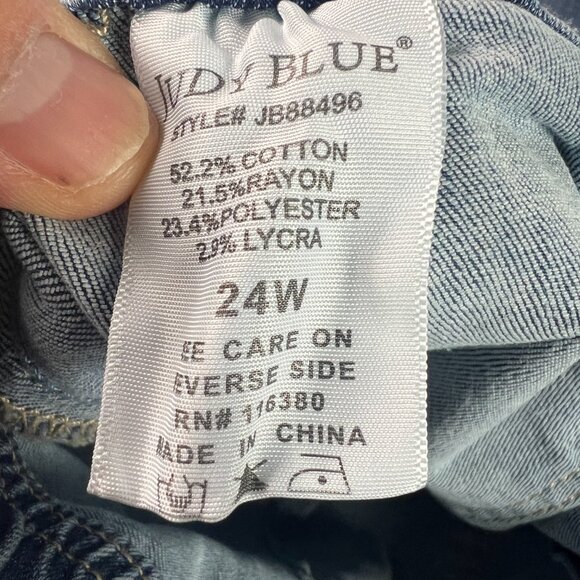 JUDY BLUE®
STYLE# JB88496
52.2% COTTON
21.5%RAYON
23.4%POLYESTER
2.9% LYCRA
24W
EE CARE ON
EVERSE SIDE
RN# 116380
MADE IN CHINA